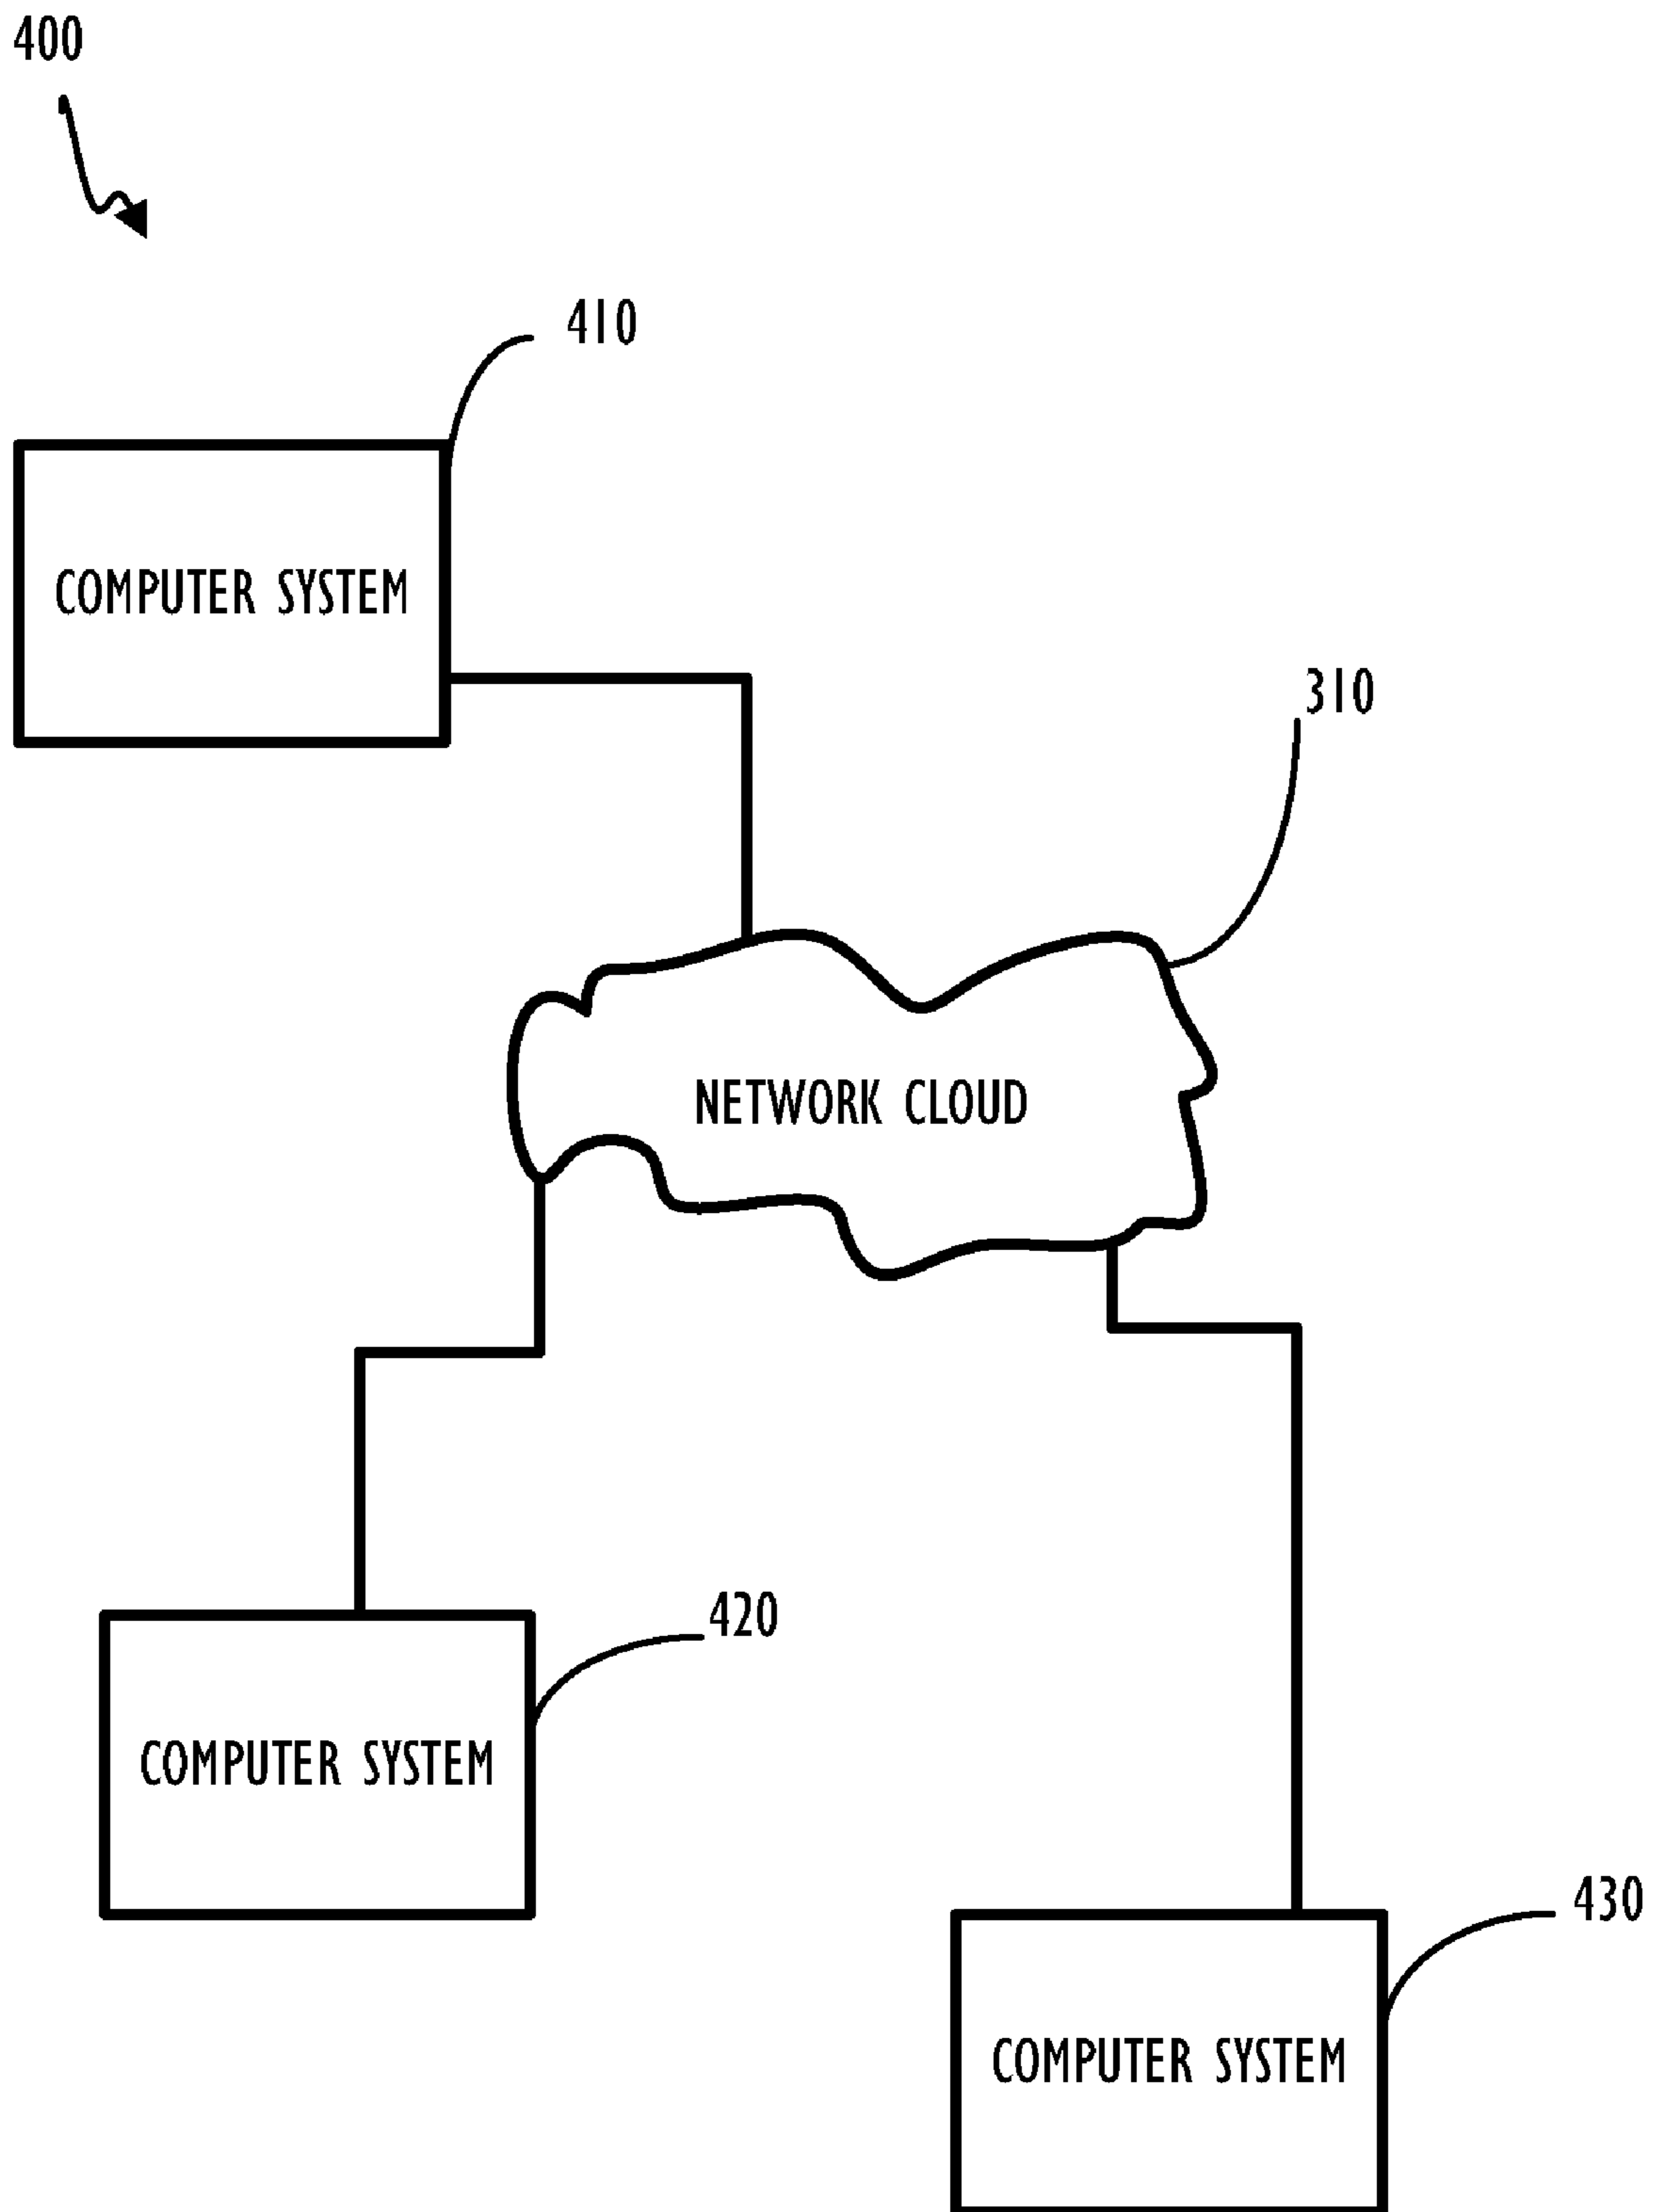 400
410
COMPUTER SYSTEM
310
NETWORK CLOUD
420
COMPUTER SYSTEM
430
COMPUTER SYSTEM